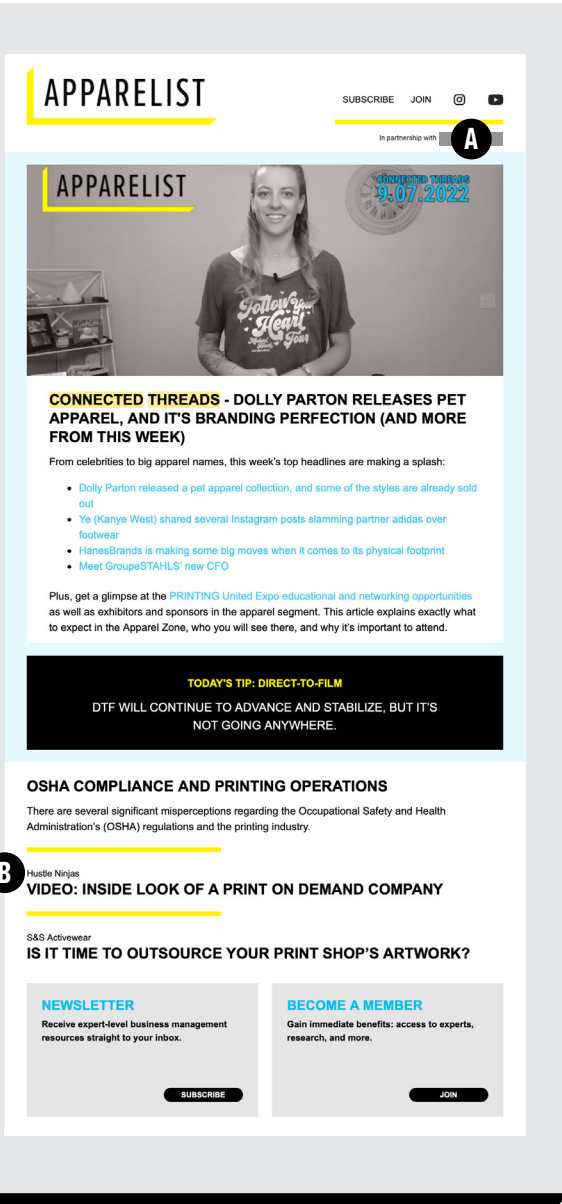 APPARELIST
SUBSCRIBE JOIN
In partnership with
A
APPARELIST
CONNECTED THREADS
9.07.2022
Follow Your
Heart
Tour
CONNECTED THREADS - DOLLY PARTON RELEASES PET
APPAREL, AND IT'S BRANDING PERFECTION (AND MORE
FROM THIS WEEK)
From celebrities to big apparel names, this week's top headlines are making a splash:
• Dolly Parton released a pet apparel collection, and some of the styles are already sold
out
• Ye (Kanye West) shared several Instagram posts slamming partner adidas over
footwear
• HanesBrands is making some big moves when it comes to its physical footprint
• Meet GroupeSTAHLS' new CFO
Plus, get a glimpse at the PRINTING United Expo educational and networking opportunities
as well as exhibitors and sponsors in the apparel segment. This article explains exactly what
to expect in the Apparel Zone, who you will see there, and why it's important to attend.
TODAY'S TIP: DIRECT-TO-FILM
DTF WILL CONTINUE TO ADVANCE AND STABILIZE, BUT IT'S
NOT GOING ANYWHERE.
OSHA COMPLIANCE AND PRINTING OPERATIONS
There are several significant misperceptions regarding the Occupational Safety and Health
Administration's (OSHA) regulations and the printing industry.
B
Hustle Ninjas
VIDEO: INSIDE LOOK OF A PRINT ON DEMAND COMPANY
S&S Activewear
IS IT TIME TO OUTSOURCE YOUR PRINT SHOP'S ARTWORK?
NEWSLETTER
Receive expert-level business management
resources straight to your inbox.
SUBSCRIBE
BECOME A MEMBER
Gain immediate benefits: access to experts,
research, and more.
JOIN